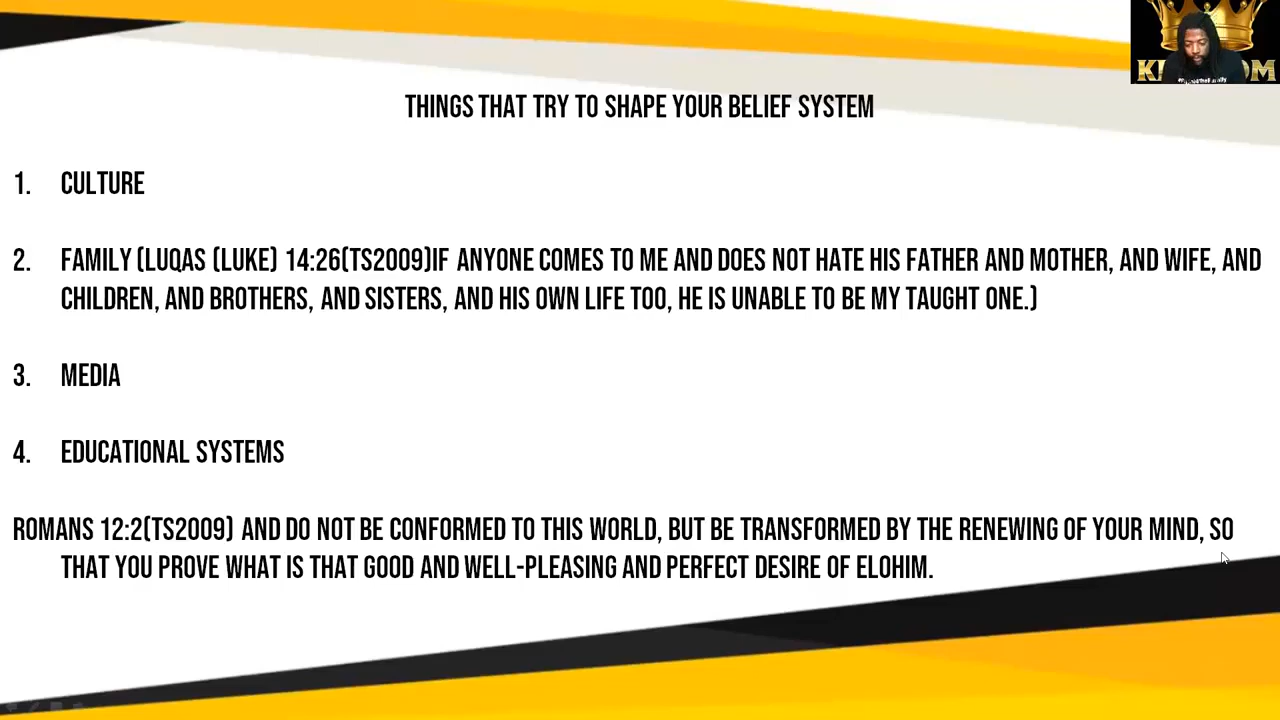 THINGS THAT TRY TO SHAPE YOUR BELIEF SYSTEM
1. CULTURE
2. FAMILY (LUQAS (LUKE) 14:26(TS2009)IF ANYONE COMES TO ME AND DOES NOT HATE HIS FATHER AND MOTHER, AND WIFE, AND
CHILDREN, AND BROTHERS, AND SISTERS, AND HIS OWN LIFE TOO, HE IS UNABLE TO BE MY TAUGHT ONE.)
3. MEDIA
4. EDUCATIONAL SYSTEMS
ROMANS 12:2(TS2009) AND DO NOT BE CONFORMED TO THIS WORLD, BUT BE TRANSFORMED BY THE RENEWING OF YOUR MIND, SO
THAT YOU PROVE WHAT IS THAT GOOD AND WELL-PLEASING AND PERFECT DESIRE OF ELOHIM.